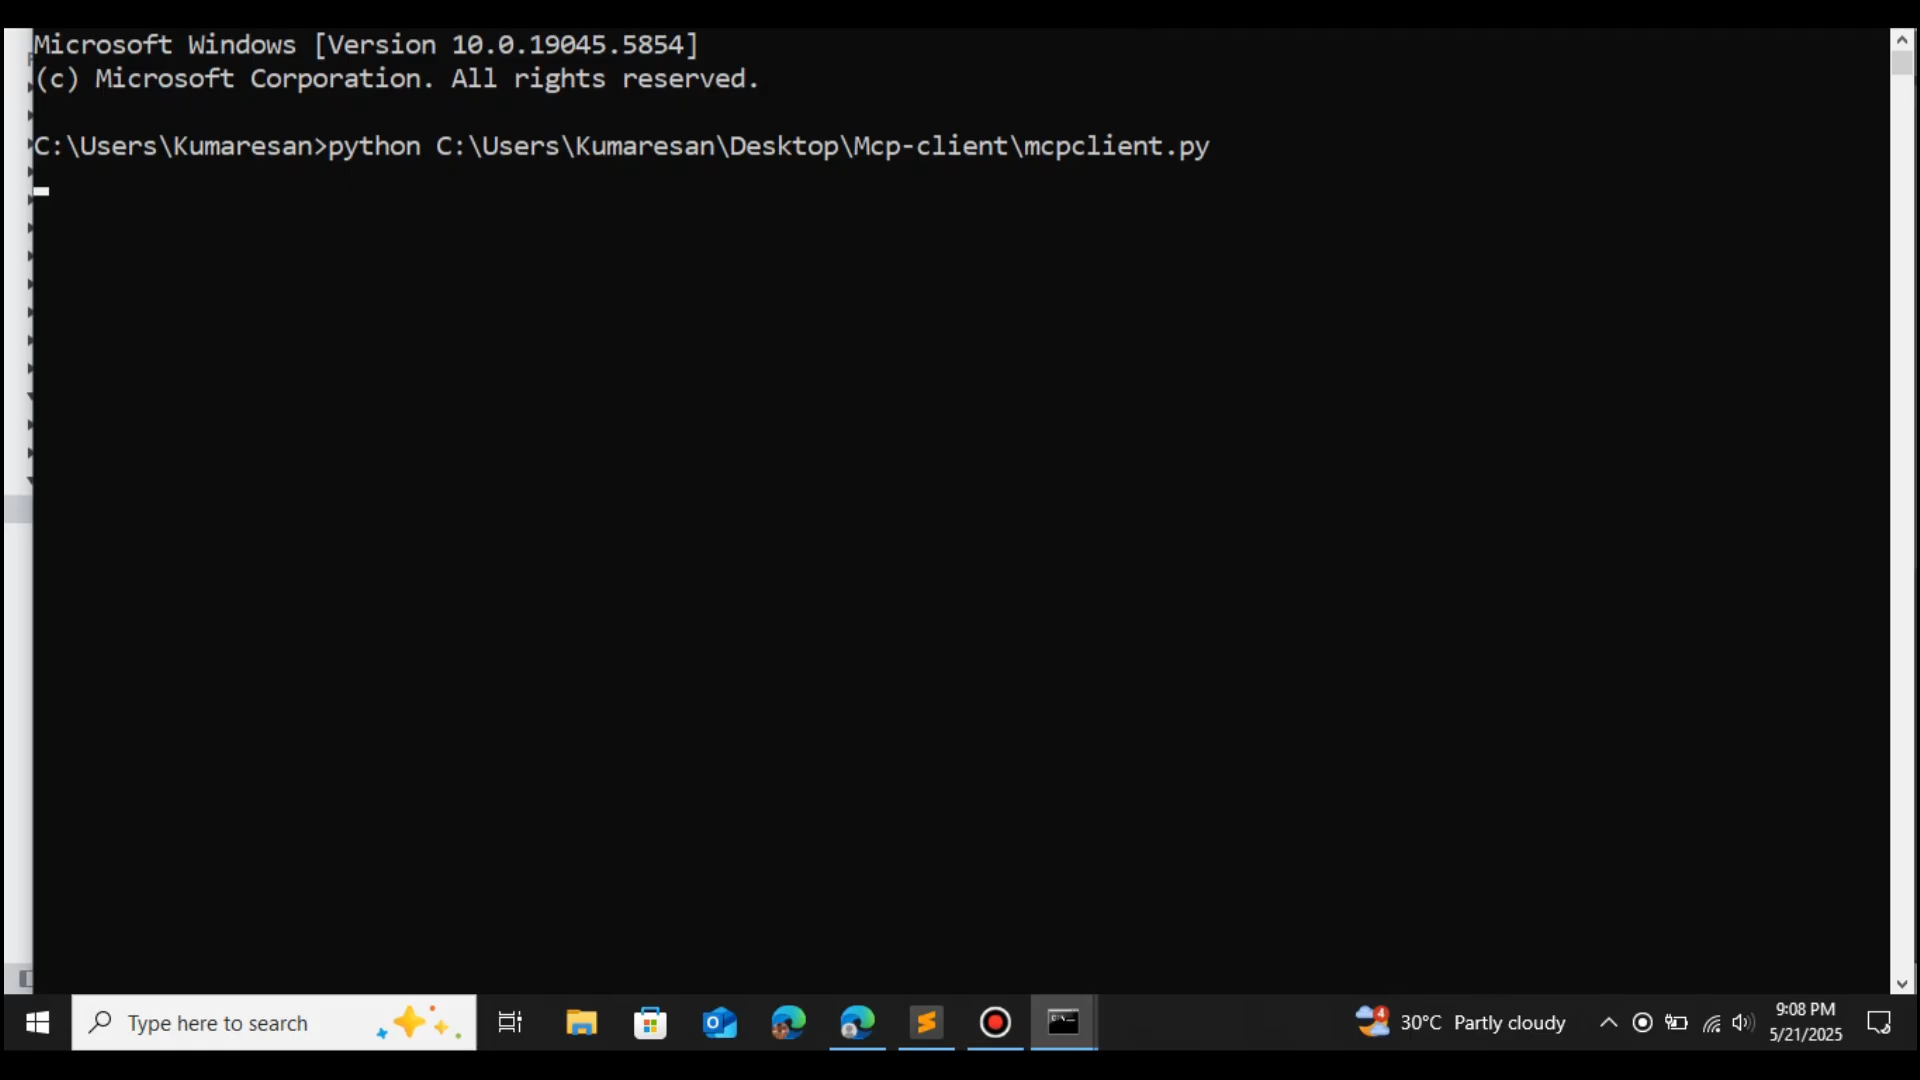 Microsoft Windows [Version 10.0.19045.5854]
(c) Microsoft Corporation. All rights reserved.
C:\Users\Kumaresan>python C:\Users\Kumaresan\Desktop\Mcp-client\mcpclient.py
Type here to search
4
30°C Partly cloudy
9:08 PM
5/21/2025